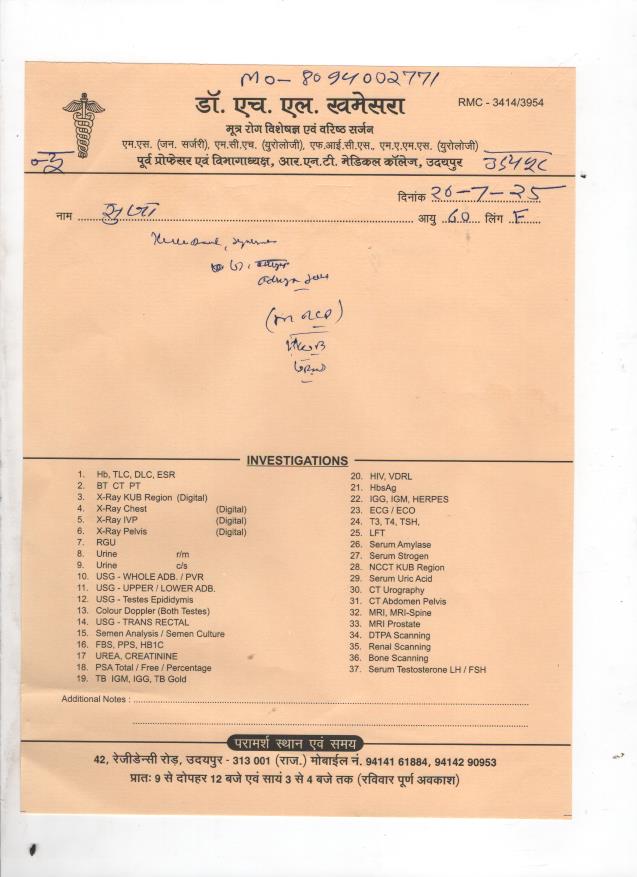 MO- 8094002771
डॉ. एच. एल. खमेसरा
RMC - 3414/3954
मूत्र रोग विशेषज्ञ एवं वरिष्ठ सर्जन
एम.एस. (जन. सर्जरी), एम.सी.एच. (युरोलोजी), एफ.आई.सी.एस., एम.ए.एम.एस. (युरोलोजी)
पूर्व प्रोफेसर एवं विभागाध्यक्ष, आर.एन.टी. मेडिकल कॉलेज, उदयपुर
दिनांक 20-7-25
नाम आयु 60 लिंग F
INVESTIGATIONS
1. Hb, TLC, DLC, ESR
2. BT CT PT
3. X-Ray KUB Region (Digital)
4. X-Ray Chest (Digital)
5. X-Ray IVP (Digital)
6. X-Ray Pelvis (Digital)
7. RGU
8. Urine r/m
9. Urine c/s
10. USG - WHOLE ADB. / PVR
11. USG - UPPER / LOWER ADB.
12. USG - Testes Epididymis
13. Colour Doppler (Both Testes)
14. USG - TRANS RECTAL
15. Semen Analysis / Semen Culture
16. FBS, PPS, HB1C
17 UREA, CREATININE
18. PSA Total / Free / Percentage
19. TB IGM, IGG, TB Gold
20. HIV, VDRL
21. HbsAg
22. IGG, IGM, HERPES
23. ECG / ECO
24. T3, T4, TSH,
25. LFT
26. Serum Amylase
27. Serum Strogen
28. NCCT KUB Region
29. Serum Uric Acid
30. CT Urography
31. CT Abdomen Pelvis
32. MRI, MRI-Spine
33. MRI Prostate
34. DTPA Scanning
35. Renal Scanning
36. Bone Scanning
37. Serum Testosterone LH / FSH
Additional Notes :
परामर्श स्थान एवं समय
42, रेजीडेन्सी रोड़, उदयपुर - 313 001 (राज.) मोबाईल नं. 94141 61884, 94142 90953
प्रातः 9 से दोपहर 12 बजे एवं सायं 3 से 4 बजे तक (रविवार पूर्ण अवकाश)